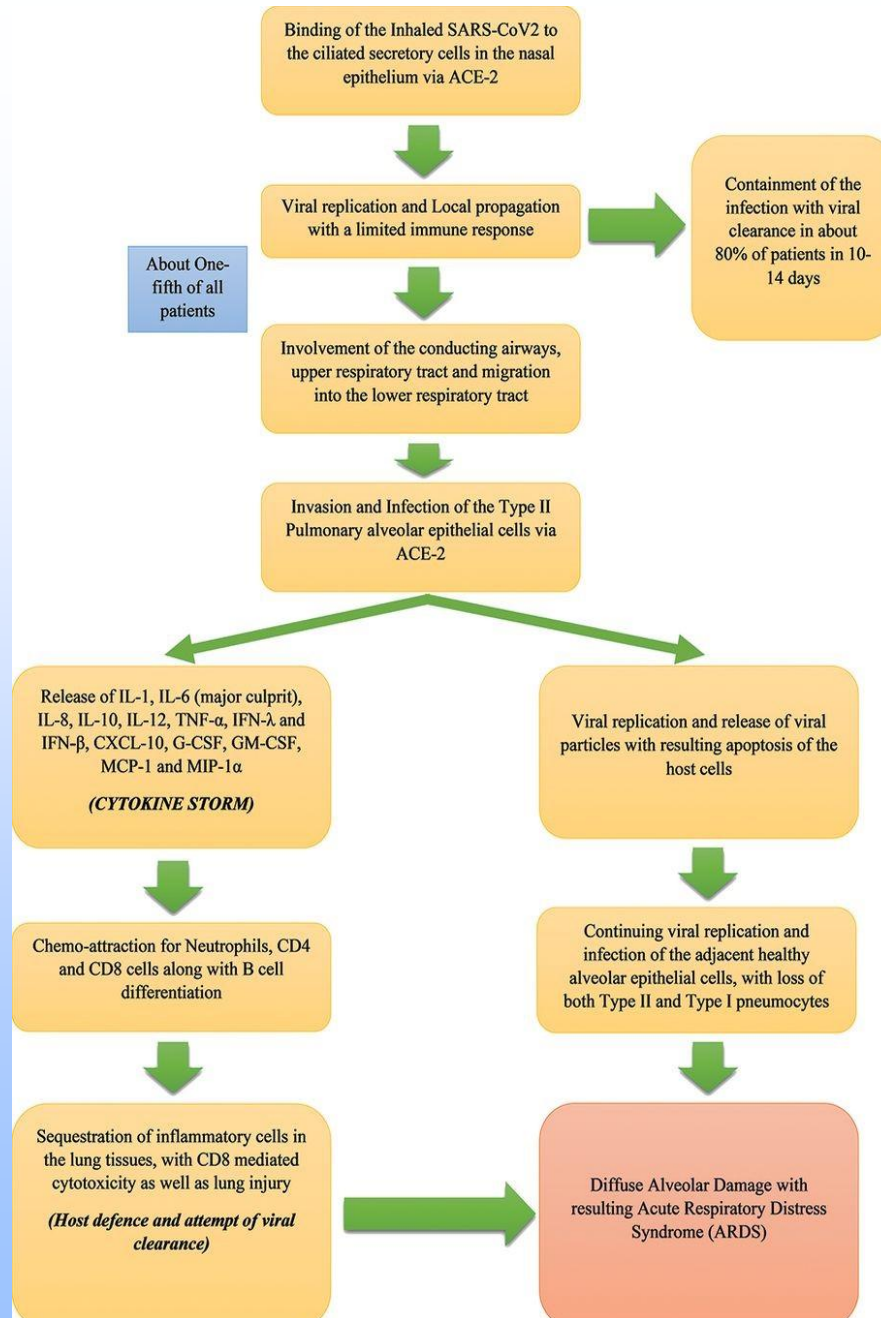 Binding of the Inhaled SARS-CoV2 to
the ciliated secretory cells in the nasal
epithelium via ACE-2
Viral replication and Local propagation
with a limited immune response
Containment of the
infection with viral
clearance in about
80% of patients in 10-
14 days
About One-
fifth of all
patients
Involvement of the conducting airways,
upper respiratory tract and migration
into the lower respiratory tract
Invasion and Infection of the Type II
Pulmonary alveolar epithelial cells via
ACE-2
Release of IL-1, IL-6 (major culprit),
IL-8, IL-10, IL-12, TNF-α, IFN-λ and
IFN-β, CXCL-10, G-CSF, GM-CSF,
MCP-1 and MIP-1α
(CYTOKINE STORM)
Viral replication and release of viral
particles with resulting apoptosis of the
host cells
Chemo-attraction for Neutrophils, CD4
and CD8 cells along with B cell
differentiation
Continuing viral replication and
infection of the adjacent healthy
alveolar epithelial cells, with loss of
both Type II and Type I pneumocytes
Sequestration of inflammatory cells in
the lung tissues, with CD8 mediated
cytotoxicity as well as lung injury
(Host defence and attempt of viral
clearance)
Diffuse Alveolar Damage with
resulting Acute Respiratory Distress
Syndrome (ARDS)